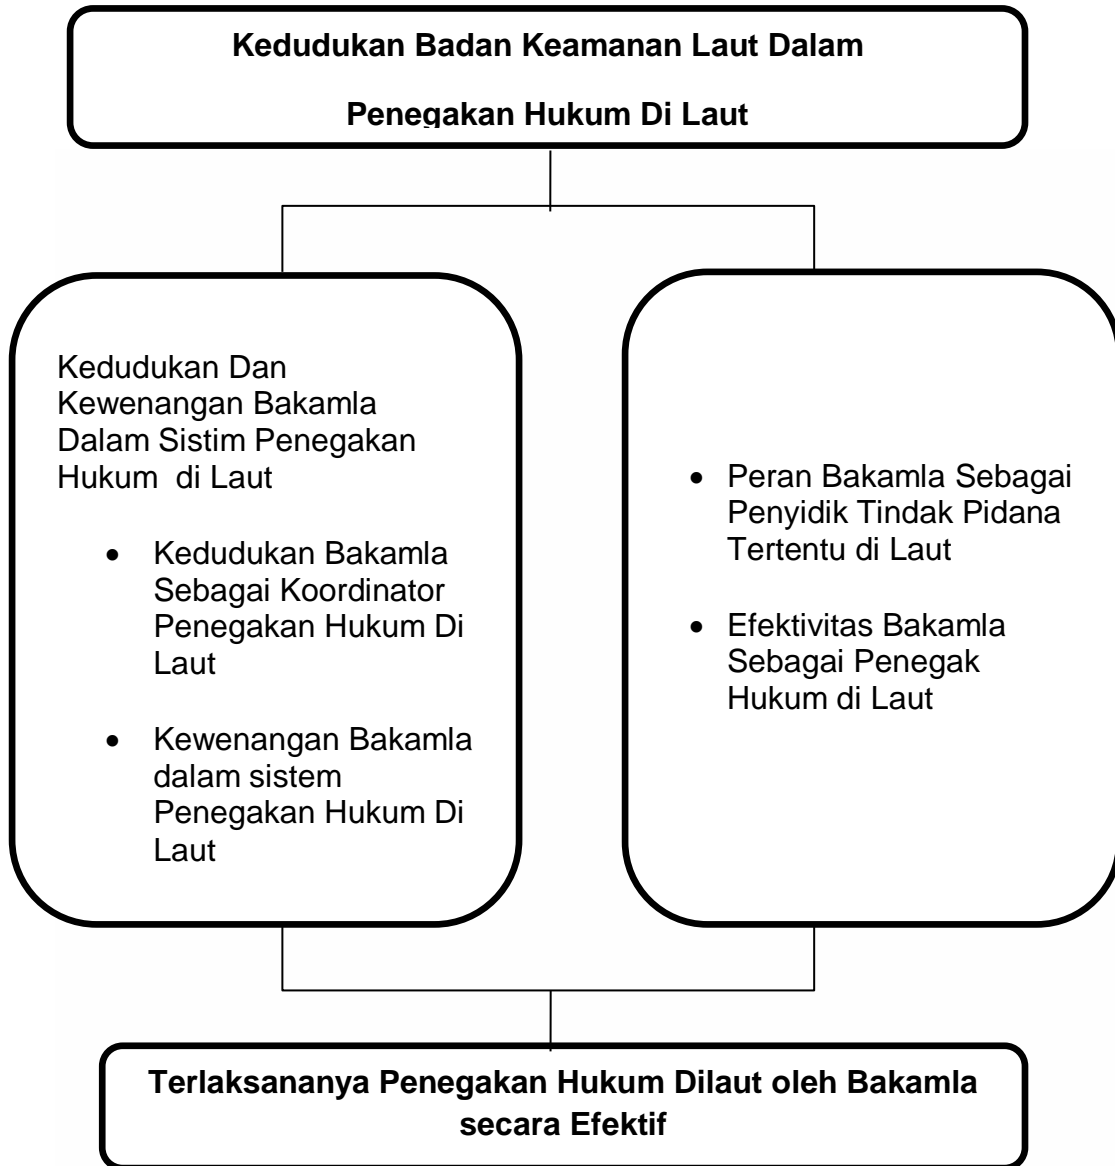 Kedudukan Badan Keamanan Laut Dalam
Penegakan Hukum Di Laut
Kedudukan Dan
Kewenangan Bakamla
Dalam Sistim Penegakan
Hukum di Laut
• Kedudukan Bakamla
Sebagai Koordinator
Penegakan Hukum Di
Laut
• Kewenangan Bakamla
dalam sistem
Penegakan Hukum Di
Laut
• Peran Bakamla Sebagai
Penyidik Tindak Pidana
Tertentu di Laut
• Efektivitas Bakamla
Sebagai Penegak
Hukum di Laut
Terlaksananya Penegakan Hukum Dilaut oleh Bakamla
secara Efektif